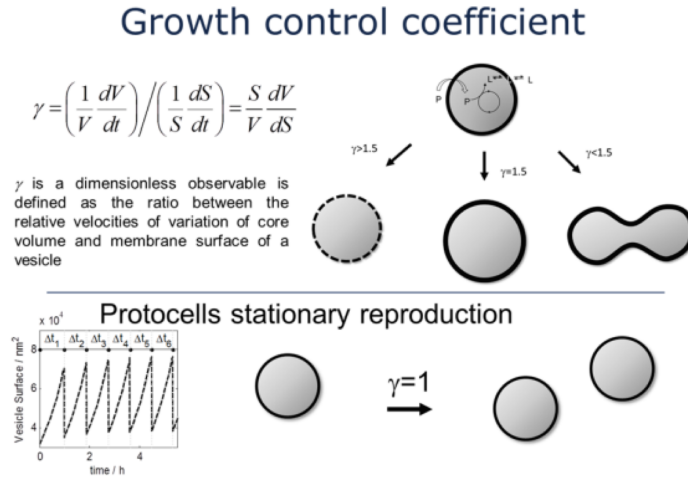 Growth control coefficient
γ = (1/V dV/dt) / (1/S dS/dt) = S/V dV/dS
γ is a dimensionless observable is
defined as the ratio between the
relative velocities of variation of core
volume and membrane surface of a
vesicle
P P L L
γ>1.5
γ=1.5
γ<1.5
Protocells stationary reproduction
x 10⁴
Δt₁ Δt₂ Δt₃ Δt₄ Δt₅ Δt₆
Vesicle Surface / nm²
8
6
4
0 2 4
time / h
γ=1